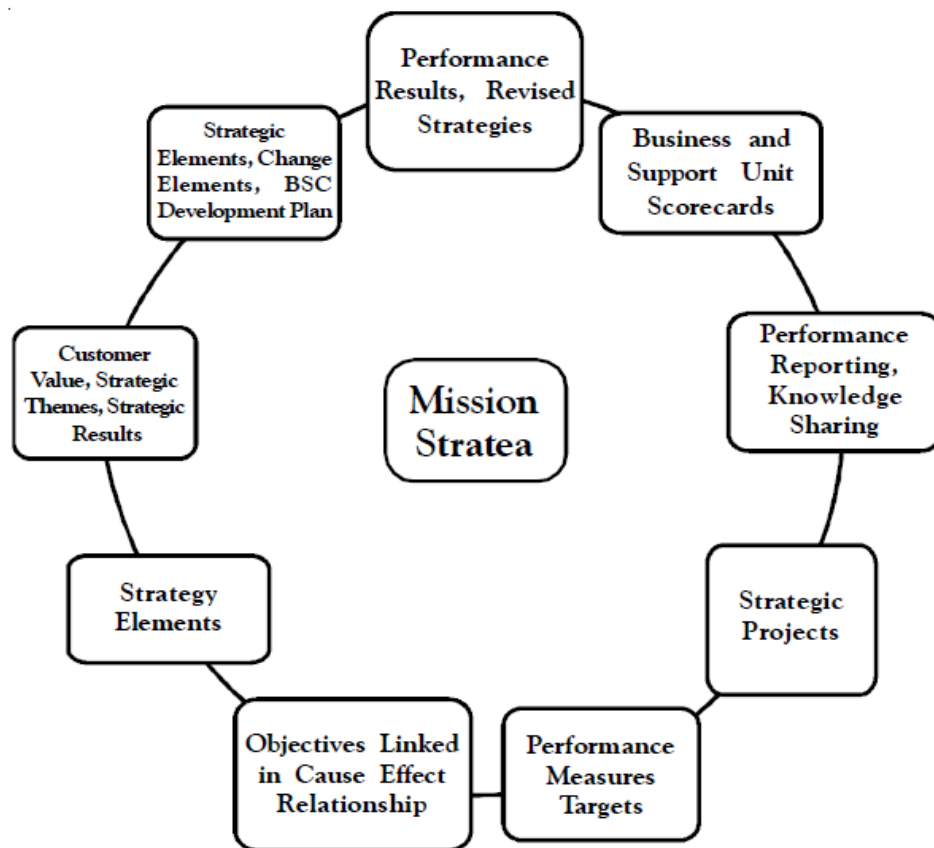 Performance
Results, Revised
Strategies
Business and
Support Unit
Scorecards
Performance
Reporting,
Knowledge
Sharing
Strategic
Projects
Performance
Measures
Targets
Objectives Linked
in Cause Effect
Relationship
Strategy
Elements
Customer
Value, Strategic
Themes, Strategic
Results
Strategic
Elements, Change
Elements, BSC
Development Plan
Mission
Stratea